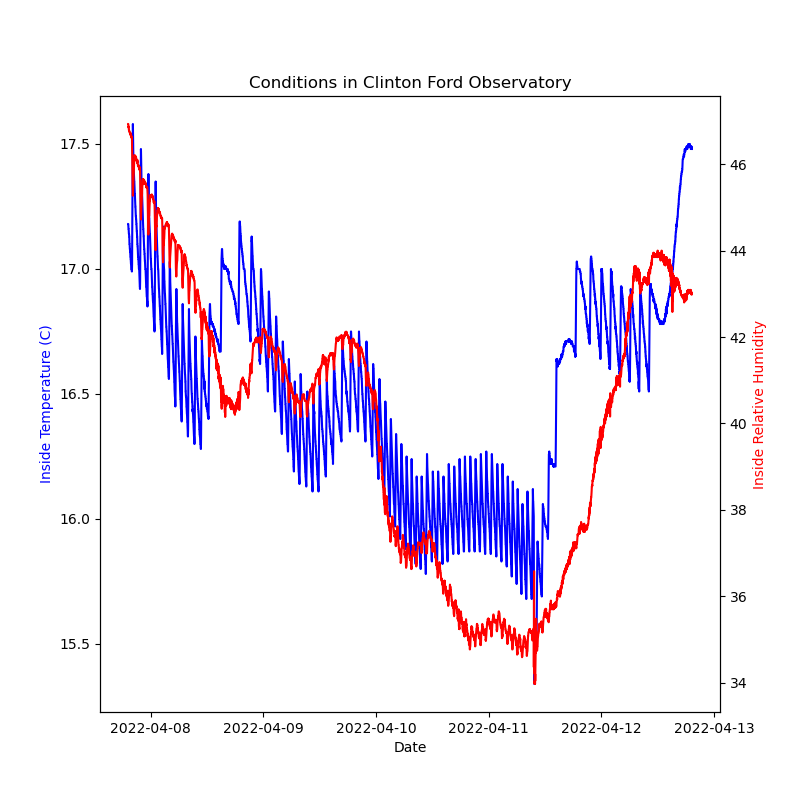 Conditions in Clinton Ford Observatory
17.5
17.0
16.5
16.0
15.5
Inside Temperature (C)
46
44
42
40
38
36
34
Inside Relative Humidity
2022-04-08 2022-04-09 2022-04-10 2022-04-11 2022-04-12 2022-04-13
Date